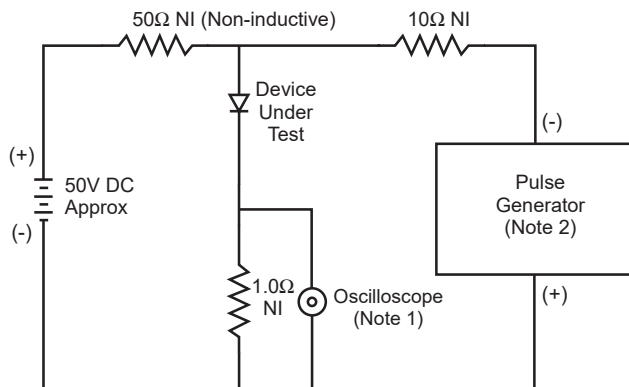 50Ω NI (Non-inductive)
10Ω NI
Device
Under
Test
(-)
(+)
50V DC
Approx
(-)
Pulse
Generator
(Note 2)
1.0Ω
NI
Oscilloscope
(Note 1)
(+)